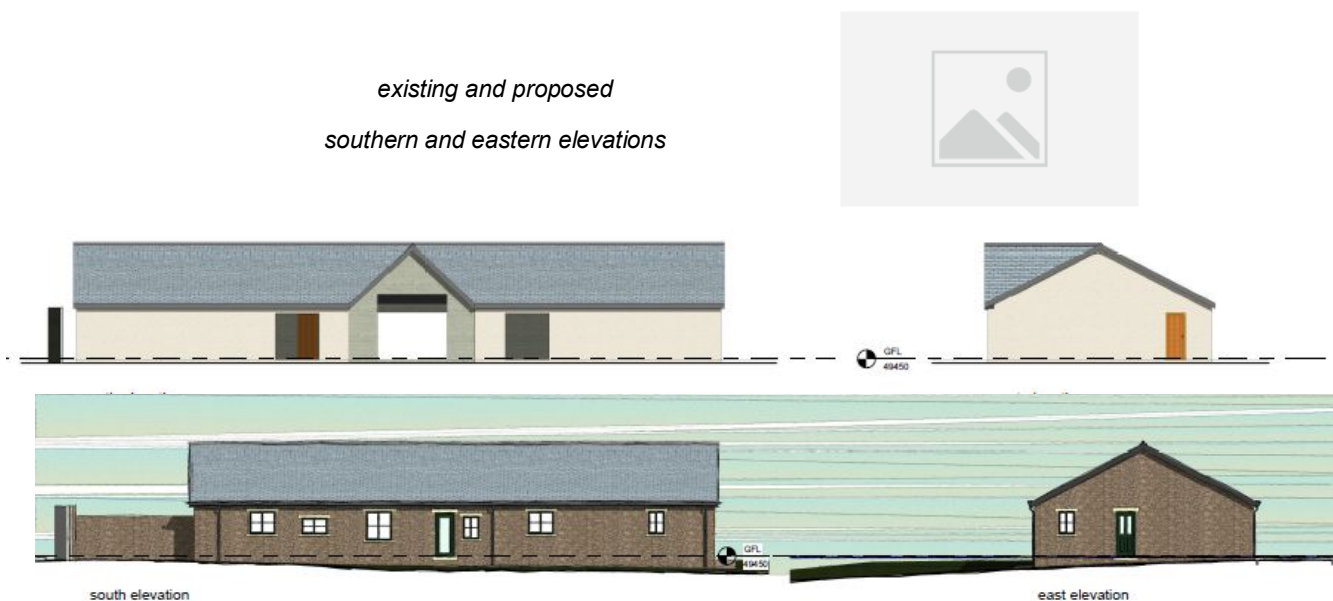 existing and proposed
southern and eastern elevations
GFL
49450
GFL
49450
south elevation
east elevation